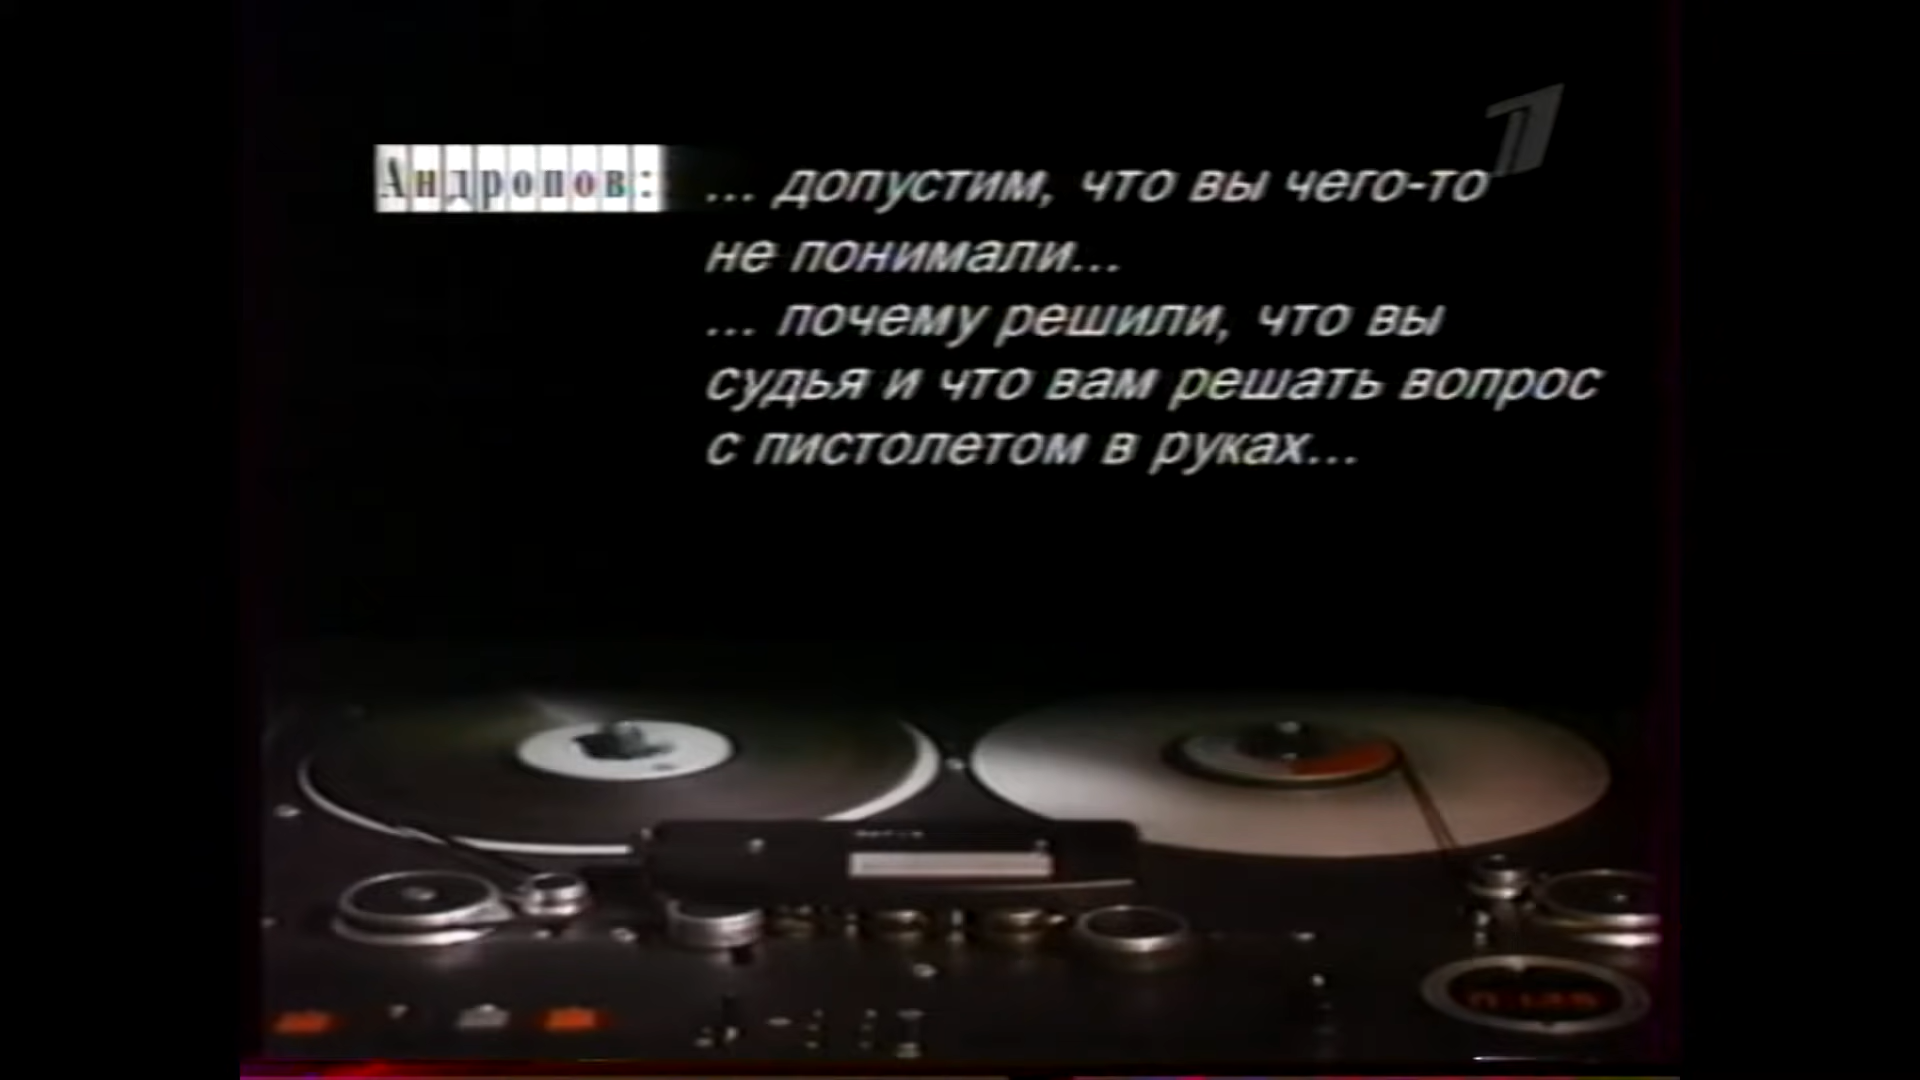 Андропов: ... допустим, что вы чего-то
не понимали...
... почему решили, что вы
судья и что вам решать вопрос
с пистолетом в руках...